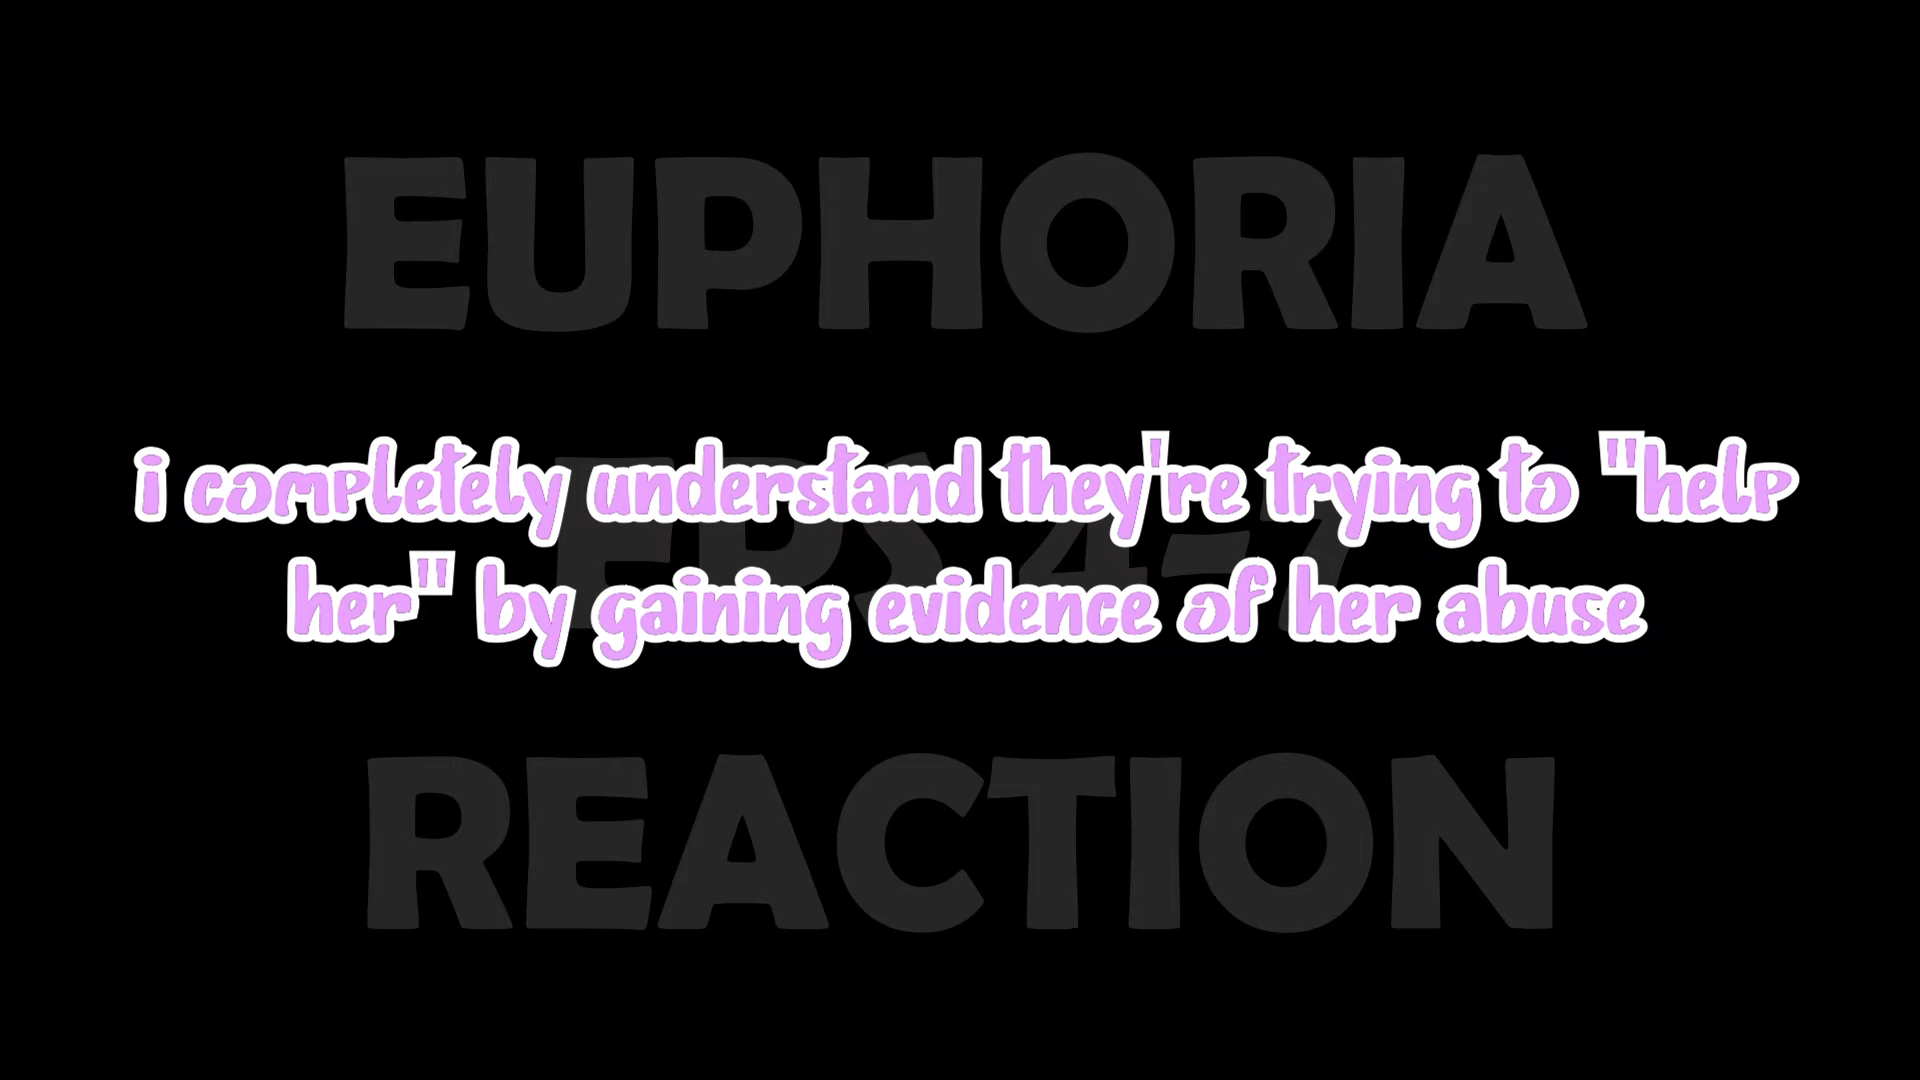 EUPHORIA
i completely understand they're trying to "help
her" by gaining evidence of her abuse
EPS 4-7
REACTION